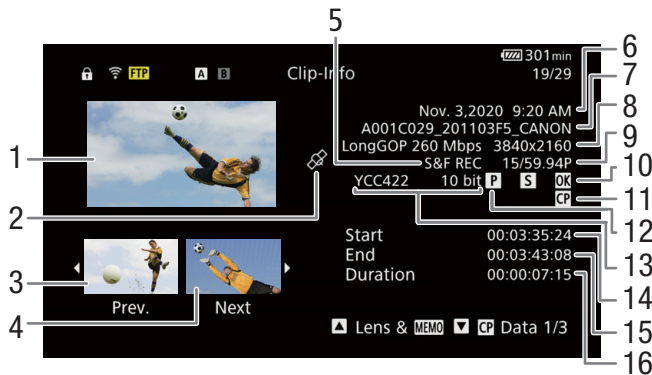 5
301 min
6
FTP
A B
Clip-Info
19/29
7
Nov. 3,2020 9:20 AM
8
A001C029_201103F5_CANON
9
LongGOP 260 Mbps 3840x2160
1
S&F REC 15/59.94P
10
YCC422 10 bit P S OK
11
CP
2
12
Start 00:03:35:24
13
End 00:03:43:08
3
Duration 00:00:07:15
14
Prev. Next
4
15
Lens & MEMO CP Data 1/3
16